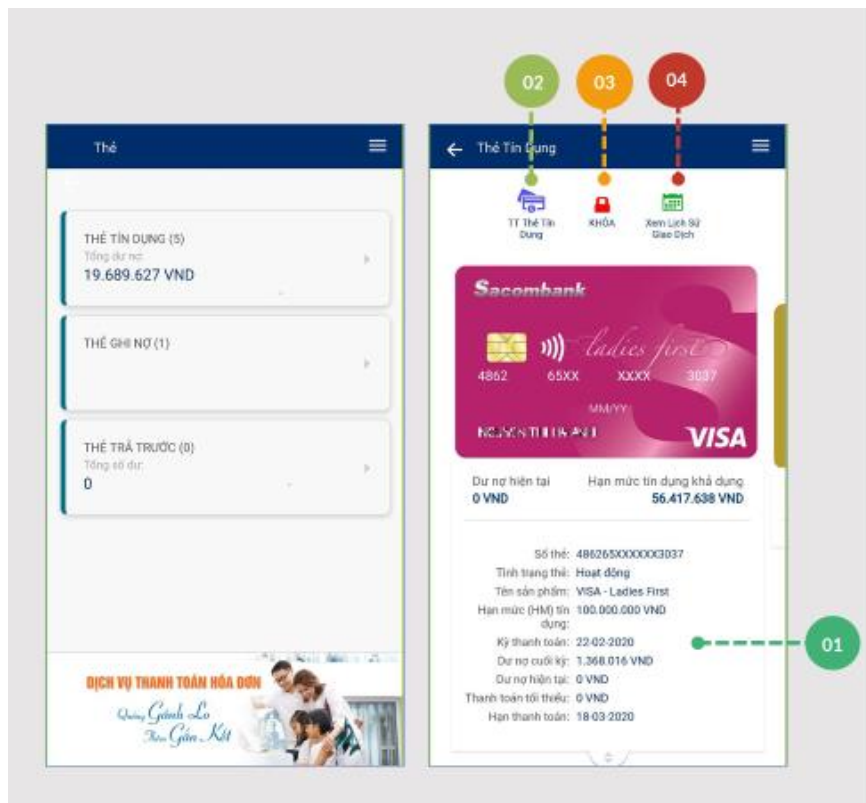 02
03
04
Thẻ
Thẻ Tín Dụng
TT Thẻ Tín
Dụng
KHÓA
Xem Lịch Sử
Giao Dịch
THẺ TÍN DỤNG (5)
Tổng dư nợ:
19.689.627 VND
THẺ GHI NỢ (1)
THẺ TRẢ TRƯỚC (0)
Tổng số dư:
0
DỊCH VỤ THANH TOÁN HÓA ĐƠN
Quẳng Gánh Lo
Thêm Gắn Kết
Sacombank
ladies first
4862 65XX XXXX 3037
MM/YY
VISA
Dư nợ hiện tại Hạn mức tín dụng khả dụng
0 VND 56.417.638 VND
Số thẻ: 486265XXXXXX3037
Tình trạng thẻ: Hoạt động
Tên sản phẩm: VISA - Ladies First
Hạn mức (HM) tín 100.000.000 VND
dụng:
Kỳ thanh toán: 22-02-2020
Dư nợ cuối kỳ: 1.368.016 VND
Dư nợ hiện tại: 0 VND
Thanh toán tối thiểu: 0 VND
Hạn thanh toán: 18-03-2020
01